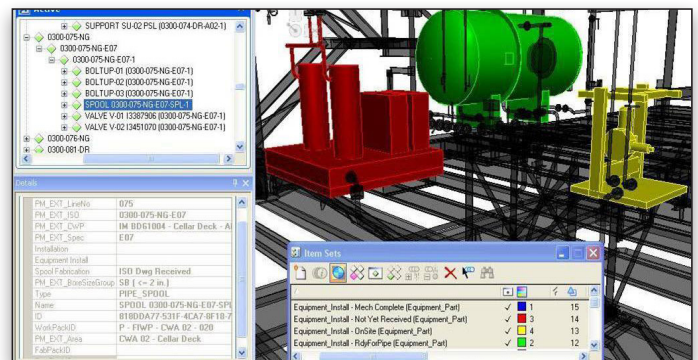 Active
SUPPORT SU-02 PSL (0300-074-DR-A02-1)
0300-075-NG
0300-075-NG-E07
0300-075-NG-E07-1
BOLTUP-01 (0300-075-NG-E07-1)
BOLTUP-02 (0300-075-NG-E07-1)
BOLTUP-03 (0300-075-NG-E07-1)
SPOOL 0300-075-NG-E07-SPL-1
VALVE V-01 I3387906 (0300-075-NG-E07-1)
VALVE V-02 I3451070 (0300-075-NG-E07-1)
0300-076-NG
0300-081-DR
Details
PM_EXT_LineNo 075
PM_EXT_ISO 0300-075-NG-E07
PM_EXT_CWP IM BD61004 - Cellar Deck - Al
PM_EXT_Spec E07
Installation
Equipment Install
Spool Fabrication ISO Dwg Received
PM_EXT_BoreSizeGroup SB ( <= 2 in.)
Type PIPE_SPOOL
Name SPOOL 0300-075-NG-E07-SPL
ID 818DDA77-531F-4CA7-8F18-7
WorkPackID P - FIWP - CWA 02 - 020
PM_EXT_Area CWA 02 - Cellar Deck
FabPackID
Item Sets
Equipment_Install - Mech Complete (Equipment_Part) 1 15
Equipment_Install - Not Yet Received (Equipment_Part) 3 14
Equipment_Install - OnSite (Equipment_Part) 4 13
Equipment_Install - RdyForPipe (Equipment_Part) 2 12